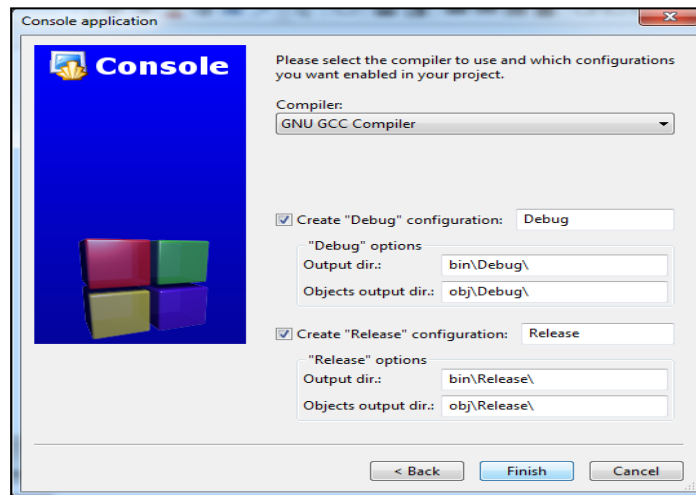 Console application
Console
Please select the compiler to use and which configurations
you want enabled in your project.
Compiler:
GNU GCC Compiler
Create "Debug" configuration: Debug
"Debug" options
Output dir.: bin\Debug\
Objects output dir.: obj\Debug\
Create "Release" configuration: Release
"Release" options
Output dir.: bin\Release\
Objects output dir.: obj\Release\
< Back Finish Cancel